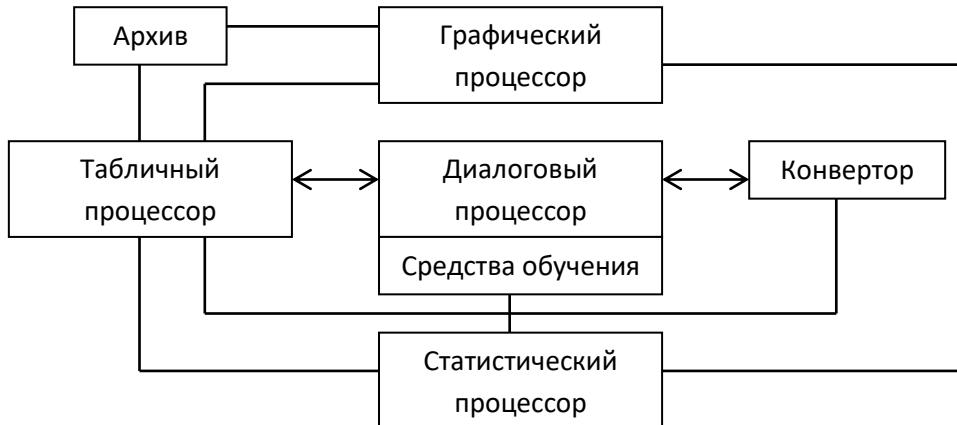 Архив
Графический
процессор
Табличный
процессор
Диалоговый
процессор
Конвертор
Средства обучения
Статистический
процессор